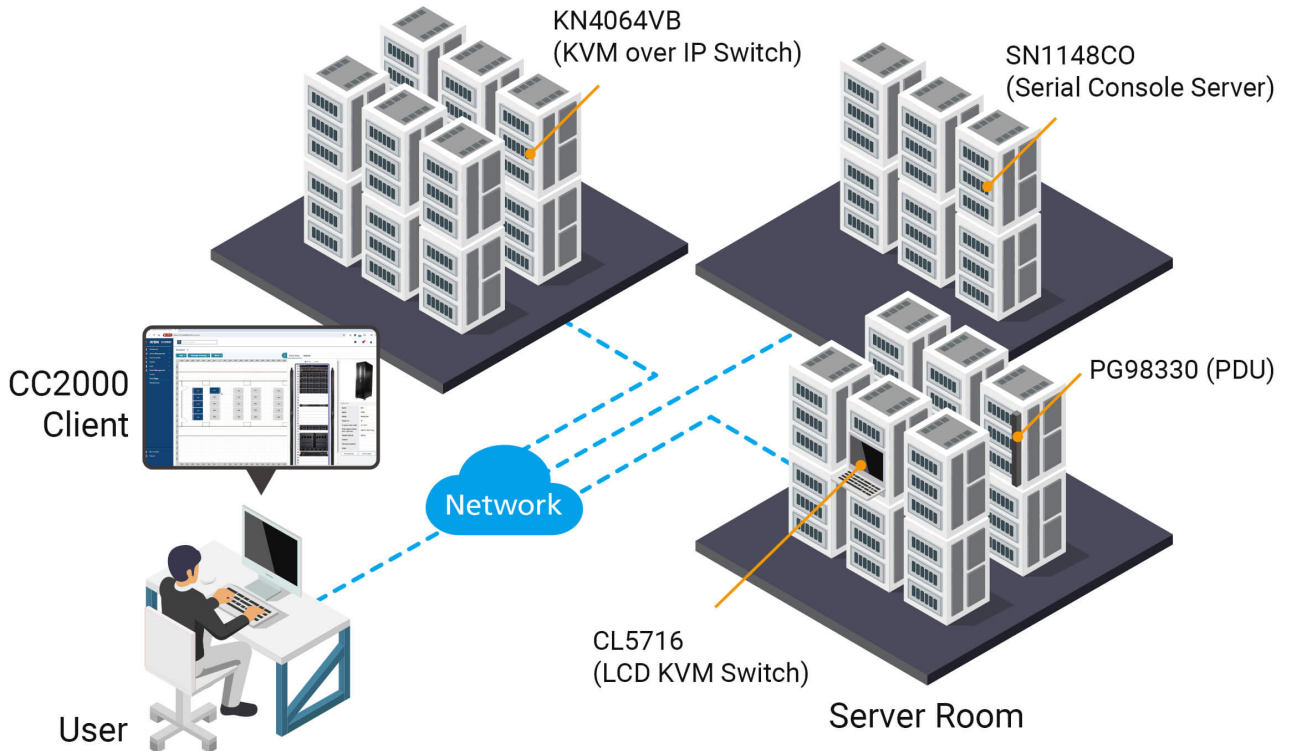 KN4064VB
(KVM over IP Switch)
SN1148CO
(Serial Console Server)
PG98330 (PDU)
CC2000
Client
Network
CL5716
(LCD KVM Switch)
User
Server Room